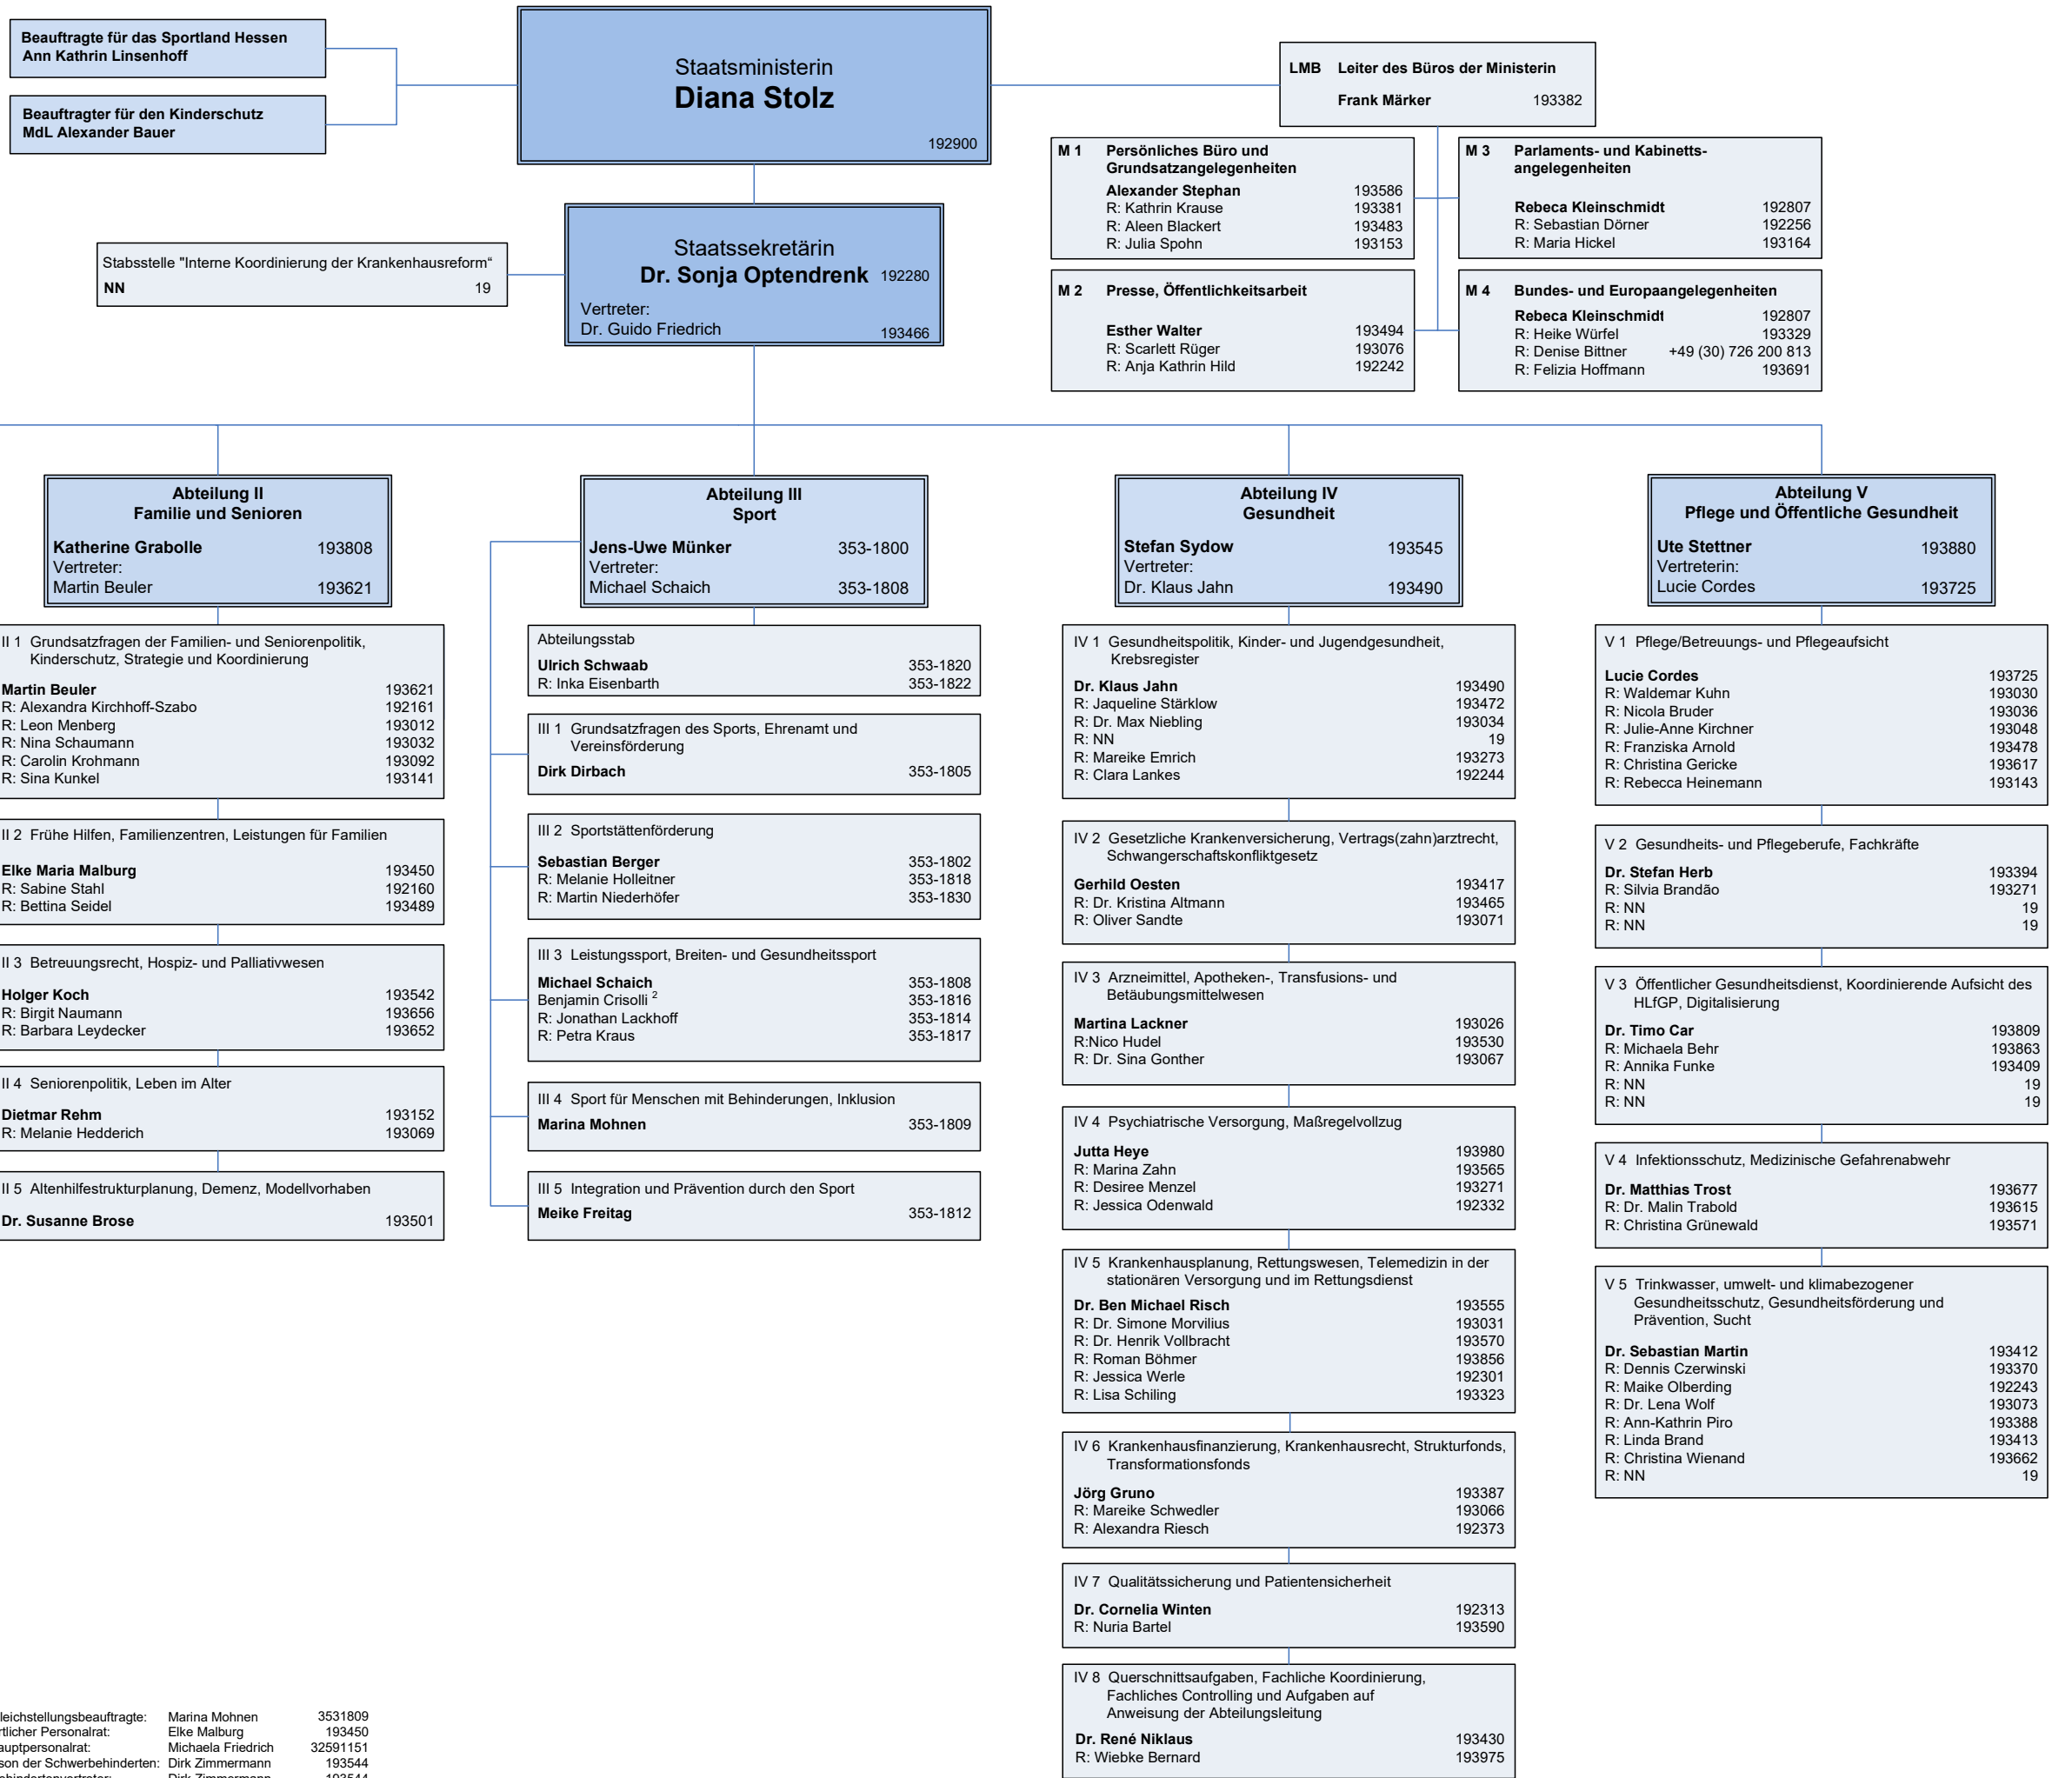 Beauftragte für das Sportland Hessen
Ann Kathrin Linsenhoff
Beauftragter für den Kinderschutz
MdL Alexander Bauer
Staatsministerin
Diana Stolz
192900
LMB Leiter des Büros der Ministerin
Frank Märker 193382
M 1 Persönliches Büro und
Grundsatzangelegenheiten
Alexander Stephan 193586
R: Kathrin Krause 193381
R: Aleen Blackert 193483
R: Julia Spohn 193153
M 3 Parlaments- und Kabinetts-
angelegenheiten
Rebeca Kleinschmidt 192807
R: Sebastian Dörner 192256
R: Maria Hickel 193164
M 2 Presse, Öffentlichkeitsarbeit
Esther Walter 193494
R: Scarlett Rüger 193076
R: Anja Kathrin Hild 192242
M 4 Bundes- und Europaangelegenheiten
Rebeca Kleinschmidt 192807
R: Heike Würfel 193329
R: Denise Bittner +49 (30) 726 200 813
R: Felizia Hoffmann 193691
Stabsstelle "Interne Koordinierung der Krankenhausreform“
NN 19
Staatssekretärin
Dr. Sonja Optendrenk 192280
Vertreter:
Dr. Guido Friedrich 193466
Abteilung II
Familie und Senioren
Katherine Grabolle 193808
Vertreter:
Martin Beuler 193621
II 1 Grundsatzfragen der Familien- und Seniorenpolitik,
Kinderschutz, Strategie und Koordinierung
Martin Beuler 193621
R: Alexandra Kirchhoff-Szabo 192161
R: Leon Menberg 193012
R: Nina Schaumann 193032
R: Carolin Krohmann 193092
R: Sina Kunkel 193141
II 2 Frühe Hilfen, Familienzentren, Leistungen für Familien
Elke Maria Malburg 193450
R: Sabine Stahl 192160
R: Bettina Seidel 193489
II 3 Betreuungsrecht, Hospiz- und Palliativwesen
Holger Koch 193542
R: Birgit Naumann 193656
R: Barbara Leydecker 193652
II 4 Seniorenpolitik, Leben im Alter
Dietmar Rehm 193152
R: Melanie Hedderich 193069
II 5 Altenhilfestrukturplanung, Demenz, Modellvorhaben
Dr. Susanne Brose 193501
Abteilung III
Sport
Jens-Uwe Münker 353-1800
Vertreter:
Michael Schaich 353-1808
Abteilungsstab
Ulrich Schwaab 353-1820
R: Inka Eisenbarth 353-1822
III 1 Grundsatzfragen des Sports, Ehrenamt und
Vereinsförderung
Dirk Dirbach 353-1805
III 2 Sportstättenförderung
Sebastian Berger 353-1802
R: Melanie Holleitner 353-1818
R: Martin Niederhöfer 353-1830
III 3 Leistungssport, Breiten- und Gesundheitssport
Michael Schaich 353-1808
Benjamin Crisolli 2 353-1816
R: Jonathan Lackhoff 353-1814
R: Petra Kraus 353-1817
III 4 Sport für Menschen mit Behinderungen, Inklusion
Marina Mohnen 353-1809
III 5 Integration und Prävention durch den Sport
Meike Freitag 353-1812
Abteilung IV
Gesundheit
Stefan Sydow 193545
Vertreter:
Dr. Klaus Jahn 193490
IV 1 Gesundheitspolitik, Kinder- und Jugendgesundheit,
Krebsregister
Dr. Klaus Jahn 193490
R: Jaqueline Stärklow 193472
R: Dr. Max Niebling 193034
R: NN 19
R: Mareike Emrich 193273
R: Clara Lankes 192244
IV 2 Gesetzliche Krankenversicherung, Vertrags(zahn)arztrecht,
Schwangerschaftskonfliktgesetz
Gerhild Oesten 193417
R: Dr. Kristina Altmann 193465
R: Oliver Sandte 193071
IV 3 Arzneimittel, Apotheken-, Transfusions- und
Betäubungsmittelwesen
Martina Lackner 193026
R:Nico Hudel 193530
R: Dr. Sina Gonther 193067
IV 4 Psychiatrische Versorgung, Maßregelvollzug
Jutta Heye 193980
R: Marina Zahn 193565
R: Desiree Menzel 193271
R: Jessica Odenwald 192332
IV 5 Krankenhausplanung, Rettungswesen, Telemedizin in der
stationären Versorgung und im Rettungsdienst
Dr. Ben Michael Risch 193555
R: Dr. Simone Morvilius 193031
R: Dr. Henrik Vollbracht 193570
R: Roman Böhmer 193856
R: Jessica Werle 192301
R: Lisa Schiling 193323
IV 6 Krankenhausfinanzierung, Krankenhausrecht, Strukturfonds,
Transformationsfonds
Jörg Gruno 193387
R: Mareike Schwedler 193066
R: Alexandra Riesch 192373
IV 7 Qualitätssicherung und Patientensicherheit
Dr. Cornelia Winten 192313
R: Nuria Bartel 193590
IV 8 Querschnittsaufgaben, Fachliche Koordinierung,
Fachliches Controlling und Aufgaben auf
Anweisung der Abteilungsleitung
Dr. René Niklaus 193430
R: Wiebke Bernard 193975
Abteilung V
Pflege und Öffentliche Gesundheit
Ute Stettner 193880
Vertreterin:
Lucie Cordes 193725
V 1 Pflege/Betreuungs- und Pflegeaufsicht
Lucie Cordes 193725
R: Waldemar Kuhn 193030
R: Nicola Bruder 193036
R: Julie-Anne Kirchner 193048
R: Franziska Arnold 193478
R: Christina Gericke 193617
R: Rebecca Heinemann 193143
V 2 Gesundheits- und Pflegeberufe, Fachkräfte
Dr. Stefan Herb 193394
R: Silvia Brandão 193271
R: NN 19
R: NN 19
V 3 Öffentlicher Gesundheitsdienst, Koordinierende Aufsicht des
HLfGP, Digitalisierung
Dr. Timo Car 193809
R: Michaela Behr 193863
R: Annika Funke 193409
R: NN 19
R: NN 19
V 4 Infektionsschutz, Medizinische Gefahrenabwehr
Dr. Matthias Trost 193677
R: Dr. Malin Trabold 193615
R: Christina Grünewald 193571
V 5 Trinkwasser, umwelt- und klimabezogener
Gesundheitsschutz, Gesundheitsförderung und
Prävention, Sucht
Dr. Sebastian Martin 193412
R: Dennis Czerwinski 193370
R: Maike Olberding 192243
R: Dr. Lena Wolf 193073
R: Ann-Kathrin Piro 193388
R: Linda Brand 193413
R: Christina Wienand 193662
R: NN 19
leichstellungsbeauftragte: Marina Mohnen 3531809
rtlicher Personalrat: Elke Malburg 193450
auptpersonalrat: Michaela Friedrich 32591151
son der Schwerbehinderten: Dirk Zimmermann 193544
Dirk Zimmermann 193544